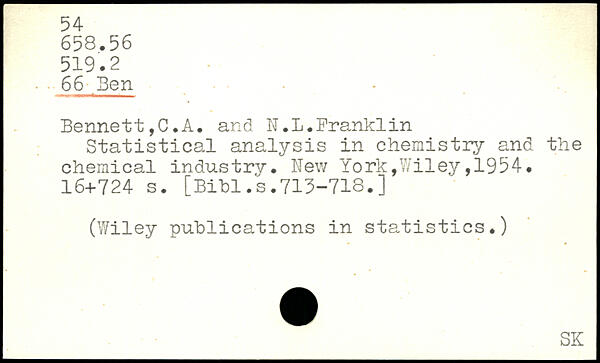 54
658.56
519.2
66 Ben
Bennett,C.A. and N.L.Franklin
Statistical analysis in chemistry and the
chemical industry. New York,Wiley,1954.
16+724 s. [Bibl.s.713-718.]
(Wiley publications in statistics.)
SK